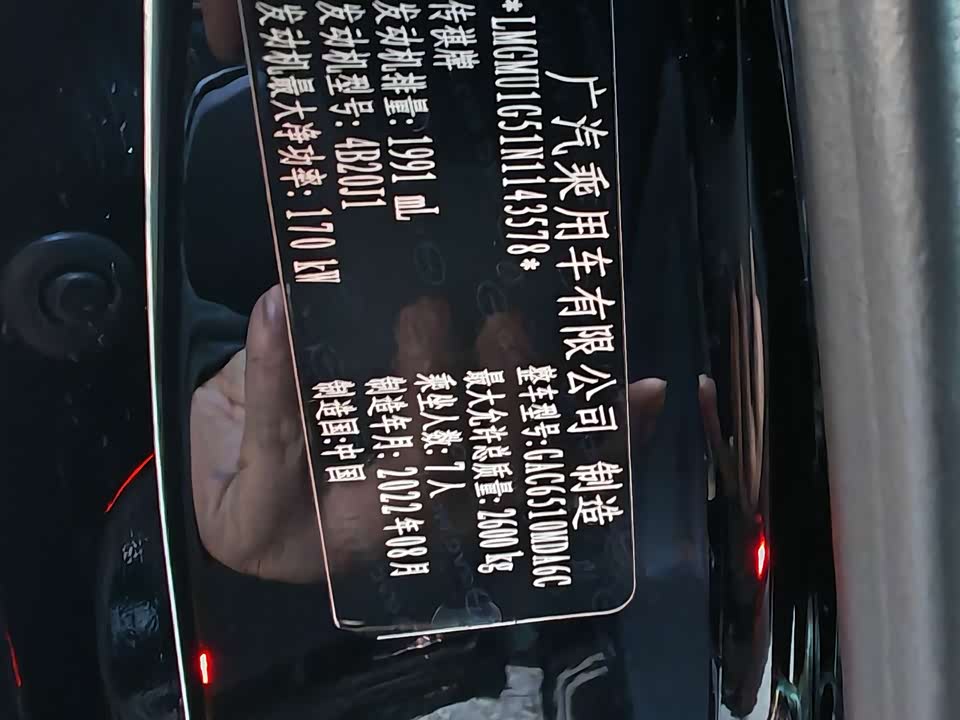 广汽乘用车有限公司 制造
*LMGMU1G51N1143578*
整车型号:GAC6510MDA6C
传祺牌
最大允许总质量: 2600 kg
发动机排量: 1991 mL
乘坐人数: 7人
发动机型号: 4B20J1
制造年月: 2022年08月
发动机最大净功率: 170 kW
制造国:中国